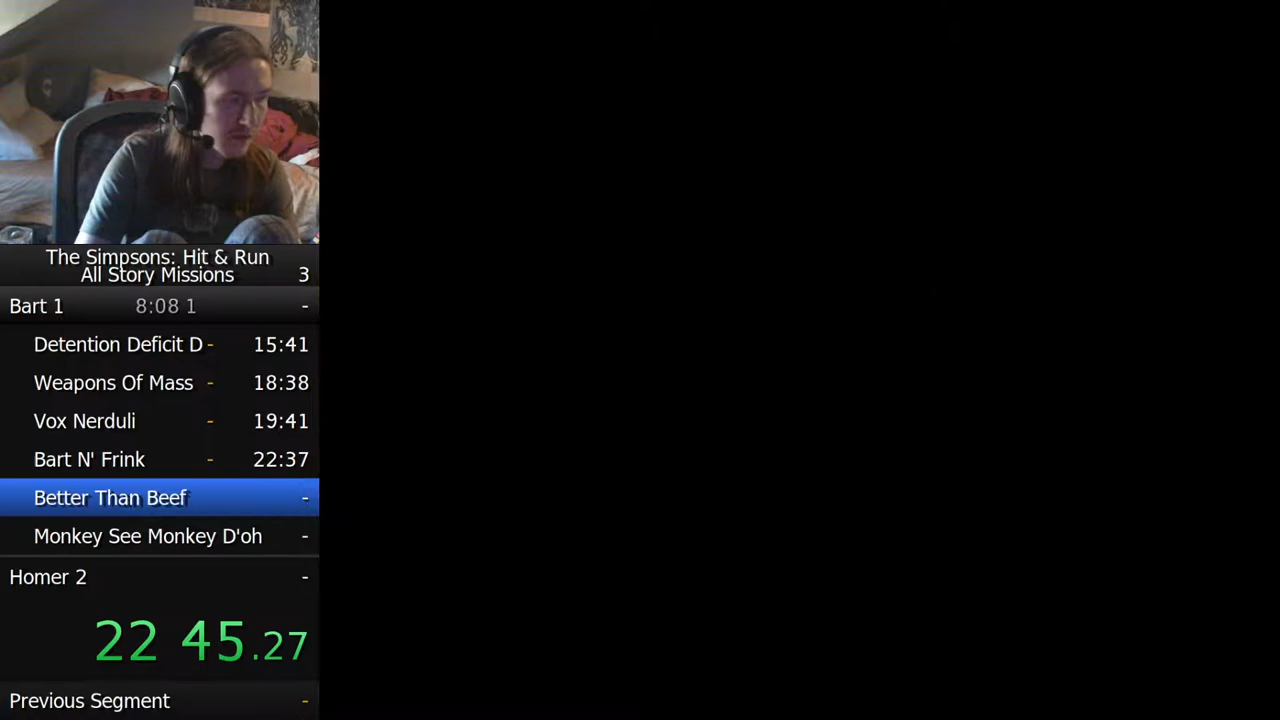 The Simpsons: Hit & Run
All Story Missions 3
Bart 1 8:08 1 -
Detention Deficit D - 15:41
Weapons Of Mass - 18:38
Vox Nerduli - 19:41
Bart N' Frink - 22:37
Better Than Beef -
Monkey See Monkey D'oh -
Homer 2 -
22 45.27
Previous Segment -